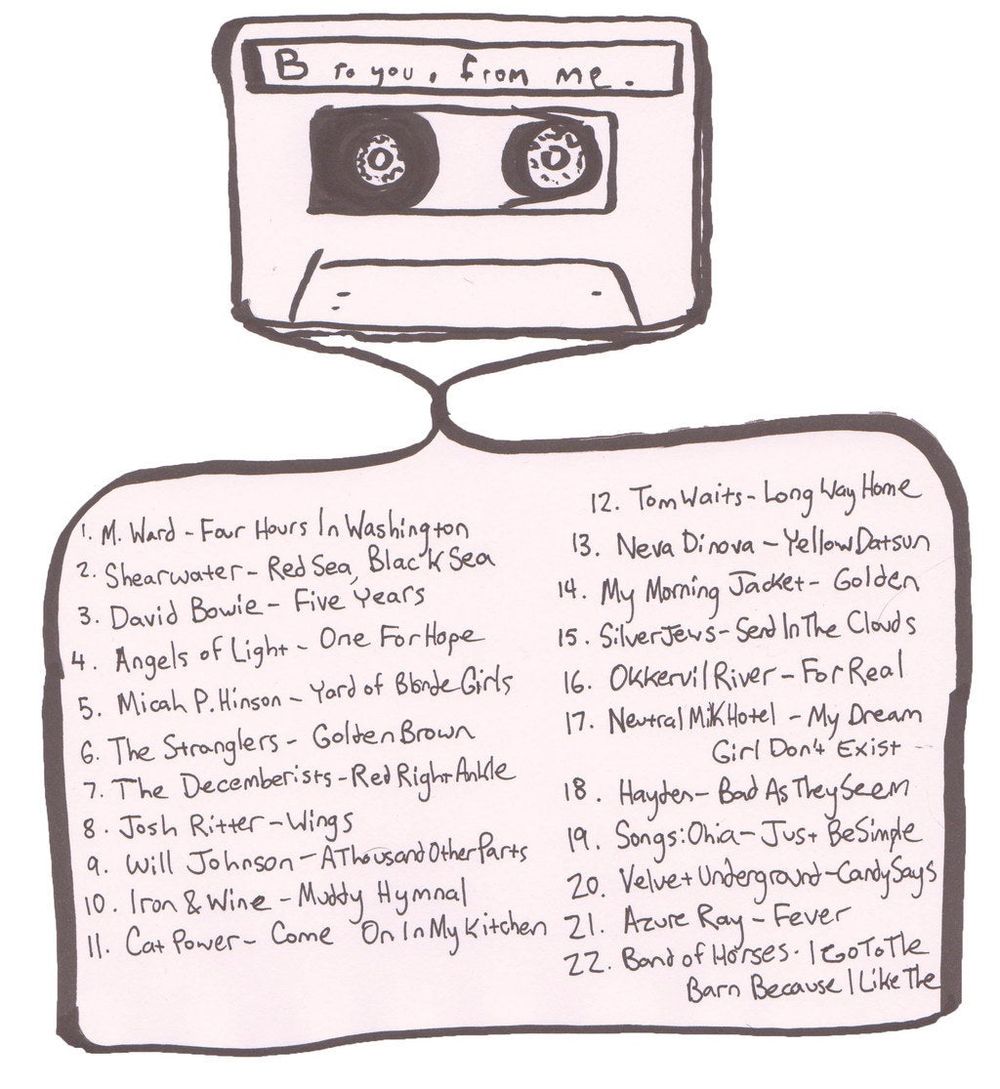 B To you, from me.
1. M. Ward - Four Hours In Washington
2. Shearwater - Red Sea, Black Sea
3. David Bowie - Five Years
4. Angels of Light - One For Hope
5. Micah P. Hinson - Yard of Blonde Girls
6. The Stranglers - Golden Brown
7. The Decemberists - Red Right Ankle
8. Josh Ritter - Wings
9. Will Johnson - A Thousand Other Parts
10. Iron & Wine - Muddy Hymnal
11. Cat Power - Come On In My Kitchen
12. Tom Waits - Long Way Home
13. Neva Dinova - Yellow Datsun
14. My Morning Jacket - Golden
15. Silver Jews - Send In The Clouds
16. Okkervil River - For Real
17. Neutral Milk Hotel - My Dream
Girl Don't Exist
18. Hayden - Bad As They Seem
19. Songs: Ohia - Just Be Simple
20. Velvet Underground - Candy Says
21. Azure Ray - Fever
22. Band of Horses - I Go To The
Barn Because I Like The